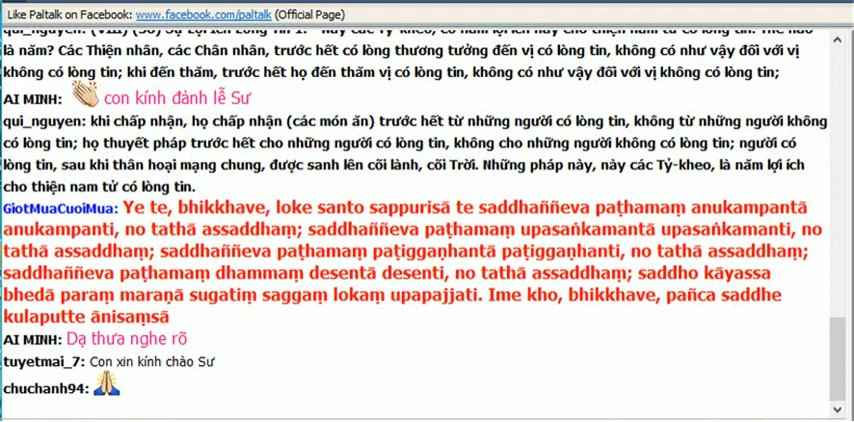 Like Paltalk on Facebook: www.facebook.com/paltalk (Official Page)
là năm? Các Thiện nhân, các Chân nhân, trước hết có lòng thương tưởng đến vị có lòng tin, không có như vậy đối với vị
không có lòng tin; khi đến thăm, trước hết họ đến thăm vị có lòng tin, không có như vậy đối với vị không có lòng tin;
AI MINH: con kính đảnh lễ Sư
qui_nguyen: khi chấp nhận, họ chấp nhận (các món ăn) trước hết từ những người có lòng tin, không từ những người không
có lòng tin; họ thuyết pháp trước hết cho những người có lòng tin, không cho những người không có lòng tin; người có
lòng tin, sau khi thân hoại mạng chung, được sanh lên cõi lành, cõi Trời. Những pháp này, này các Tỷ-kheo, là năm lợi ích
cho thiện nam tử có lòng tin.
GiotMuaCuoiMua: Ye te, bhikkhave, loke santo sappurisā te saddhaññeva paṭhamaṃ anukampantā
anukampanti, no tathā assaddhaṃ; saddhaññeva paṭhamaṃ upasaṅkamantā upasaṅkamanti, no
tathā assaddhaṃ; saddhaññeva paṭhamaṃ paṭiggaṇhantā paṭiggaṇhanti, no tathā assaddhaṃ;
saddhaññeva paṭhamaṃ dhammaṃ desentā desenti, no tathā assaddhaṃ; saddho kāyassa
bhedā paraṃ maraṇā sugatiṃ saggaṃ lokaṃ upapajjati. Ime kho, bhikkhave, pañca saddhe
kulaputte ānisaṃsā
AI MINH: Dạ thưa nghe rõ
tuyetmai_7: Con xin kính chào Sư
chuchanh94: